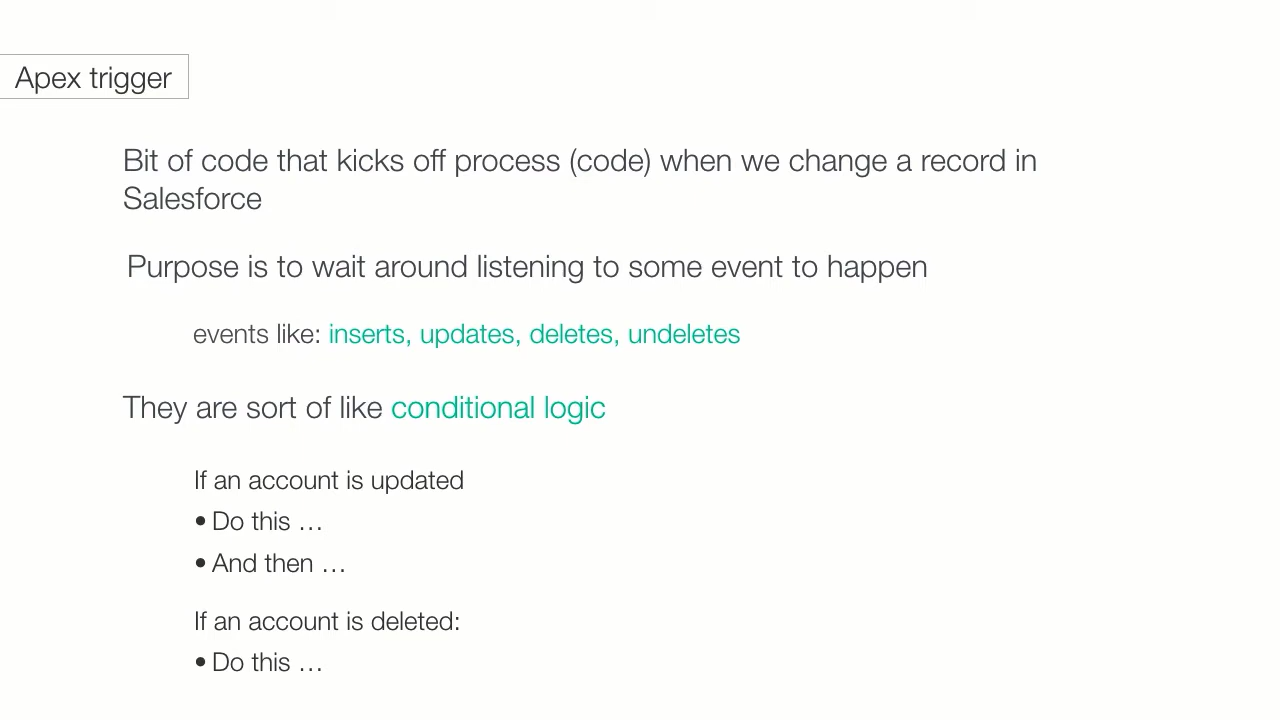 Apex trigger
Bit of code that kicks off process (code) when we change a record in
Salesforce
Purpose is to wait around listening to some event to happen
events like: inserts, updates, deletes, undeletes
They are sort of like conditional logic
If an account is updated
• Do this …
• And then …
If an account is deleted:
• Do this …